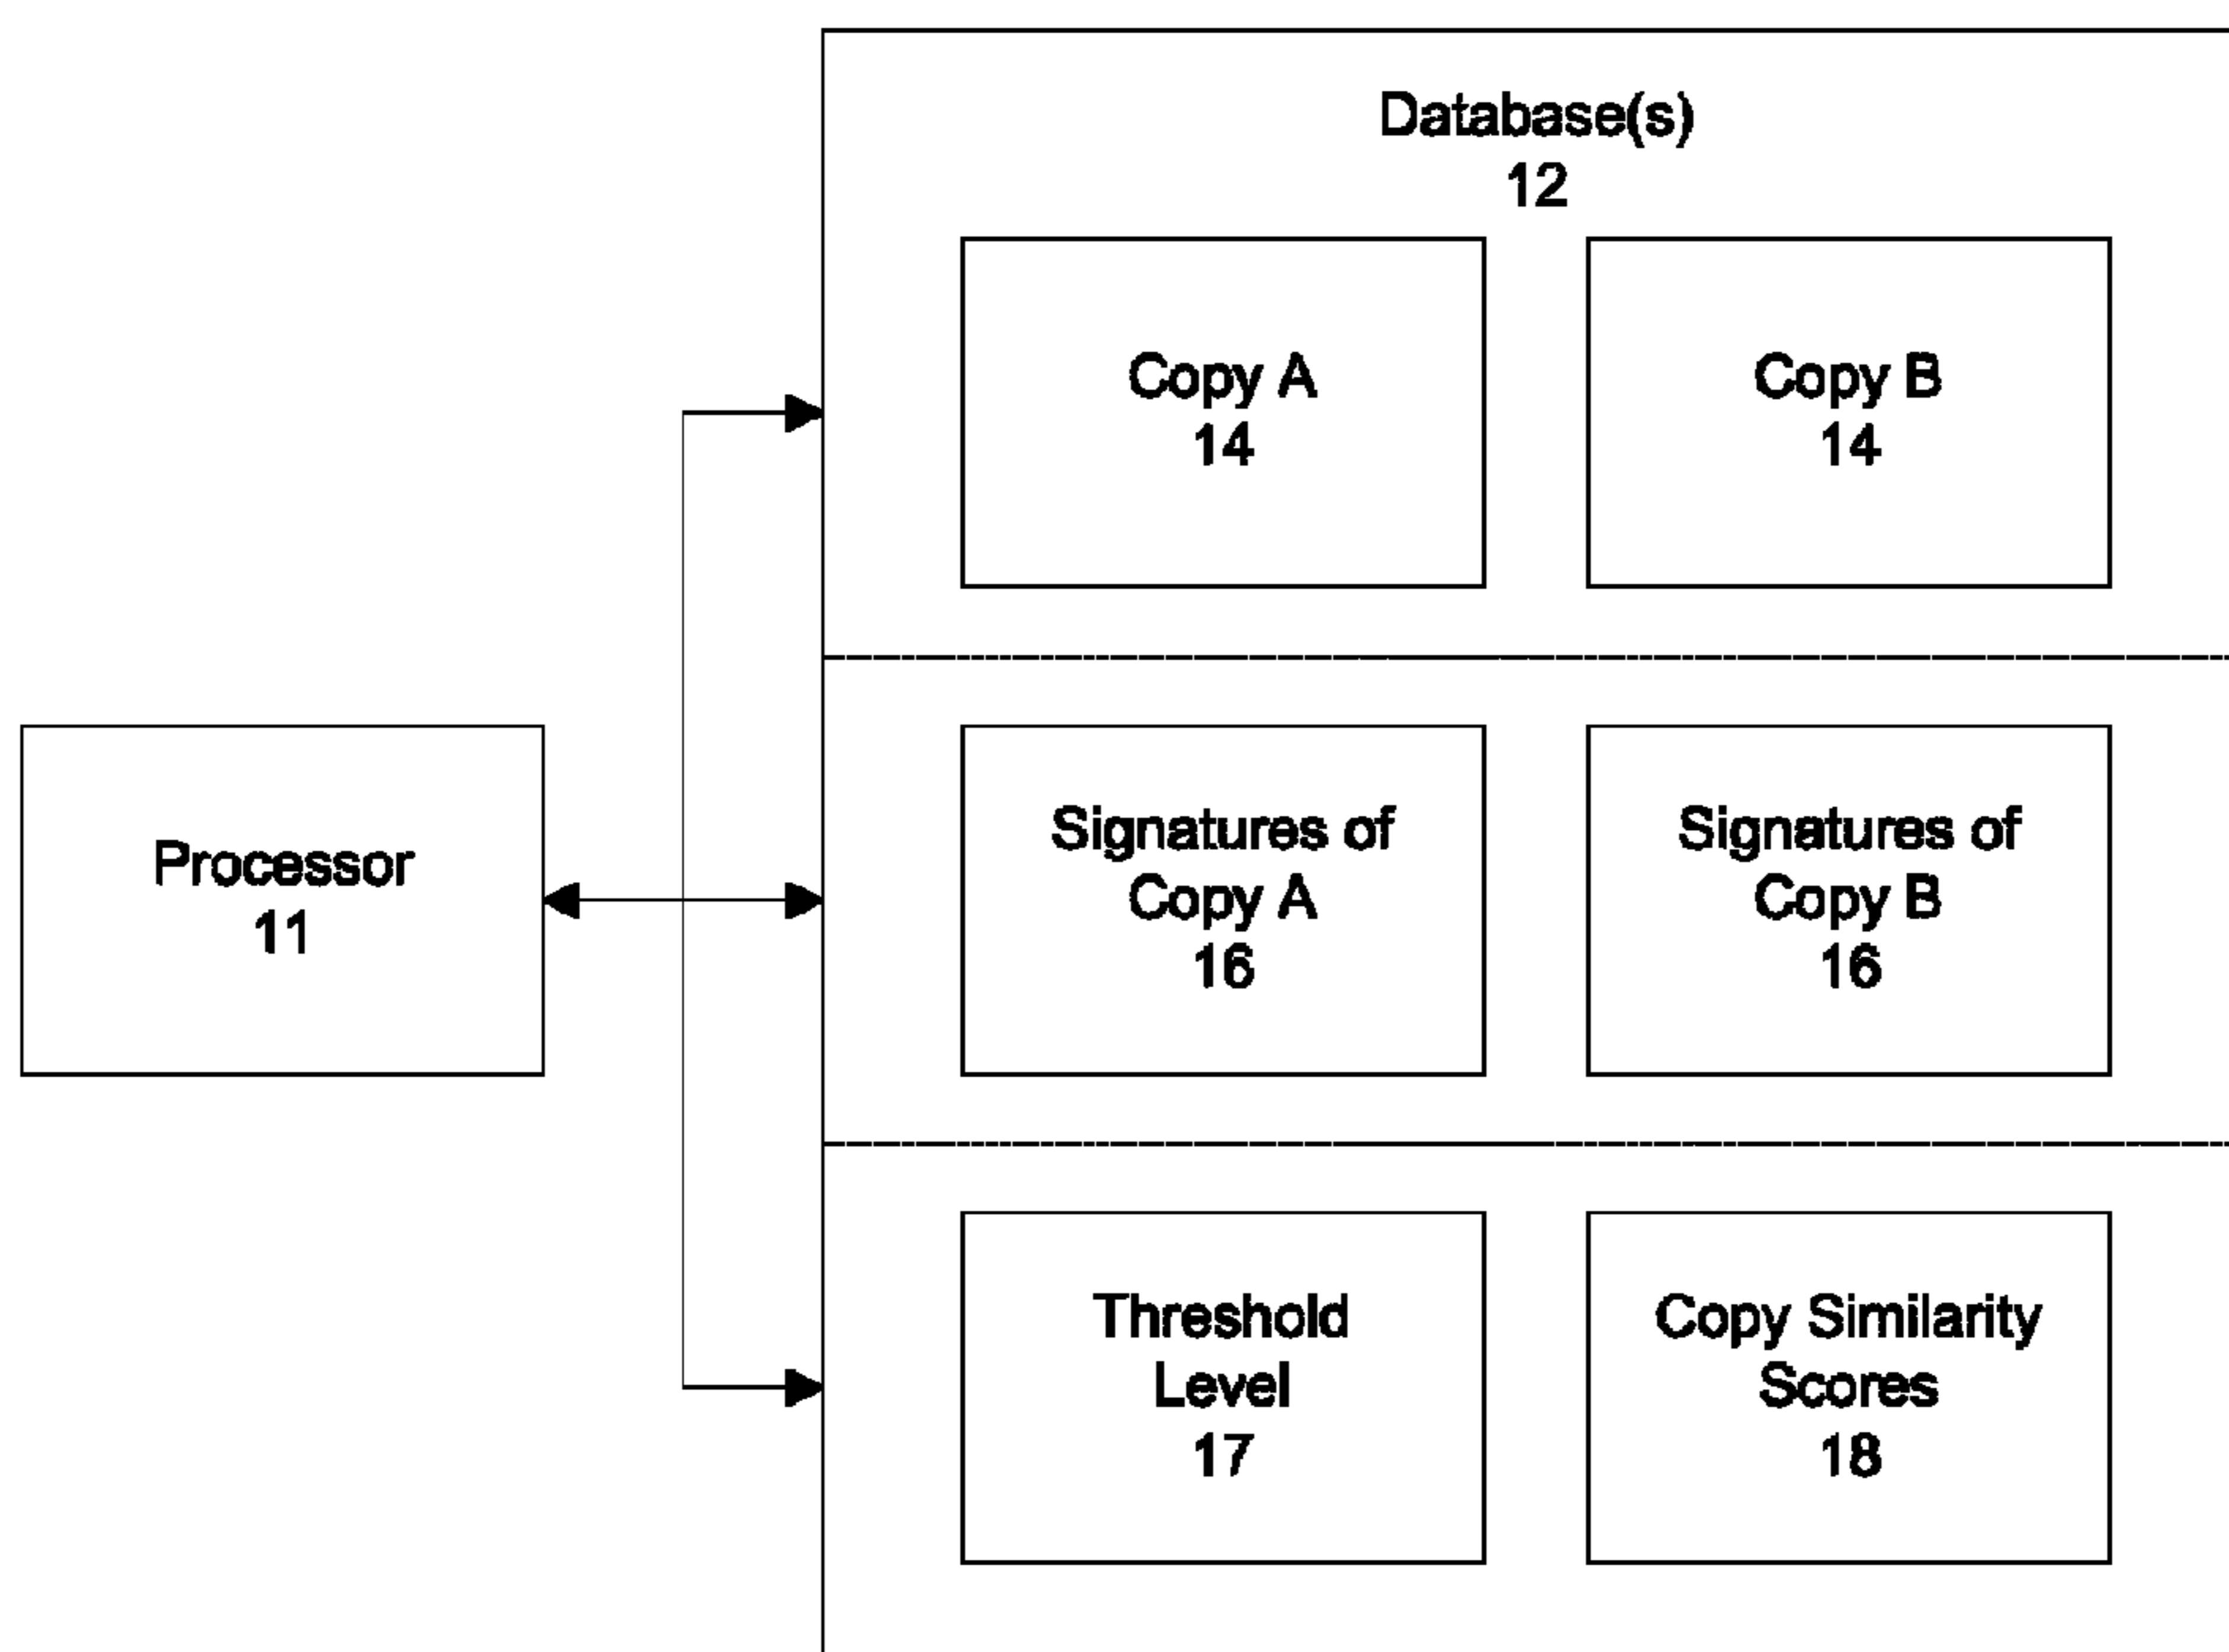 Database(s)
12
Copy A
14
Copy B
14
Processor
11
Signatures of
Copy A
16
Signatures of
Copy B
16
Threshold
Level
17
Copy Similarity
Scores
18